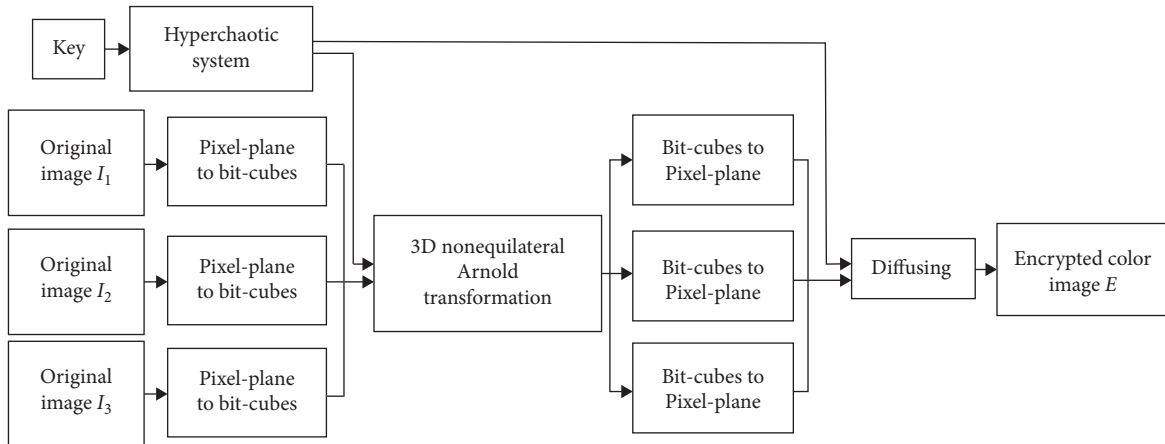 Key
Hyperchaotic
system
Original
image I₁
Pixel-plane
to bit-cubes
Original
image I₂
Pixel-plane
to bit-cubes
Original
image I₃
Pixel-plane
to bit-cubes
3D nonequilateral
Arnold
transformation
Bit-cubes to
Pixel-plane
Bit-cubes to
Pixel-plane
Bit-cubes to
Pixel-plane
Diffusing
Encrypted color
image E